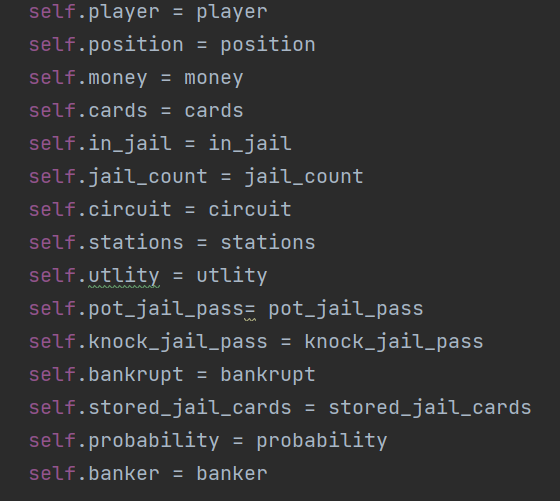 self.player = player
self.position = position
self.money = money
self.cards = cards
self.in_jail = in_jail
self.jail_count = jail_count
self.circuit = circuit
self.stations = stations
self.utlity = utlity
self.pot_jail_pass= pot_jail_pass
self.knock_jail_pass = knock_jail_pass
self.bankrupt = bankrupt
self.stored_jail_cards = stored_jail_cards
self.probability = probability
self.banker = banker